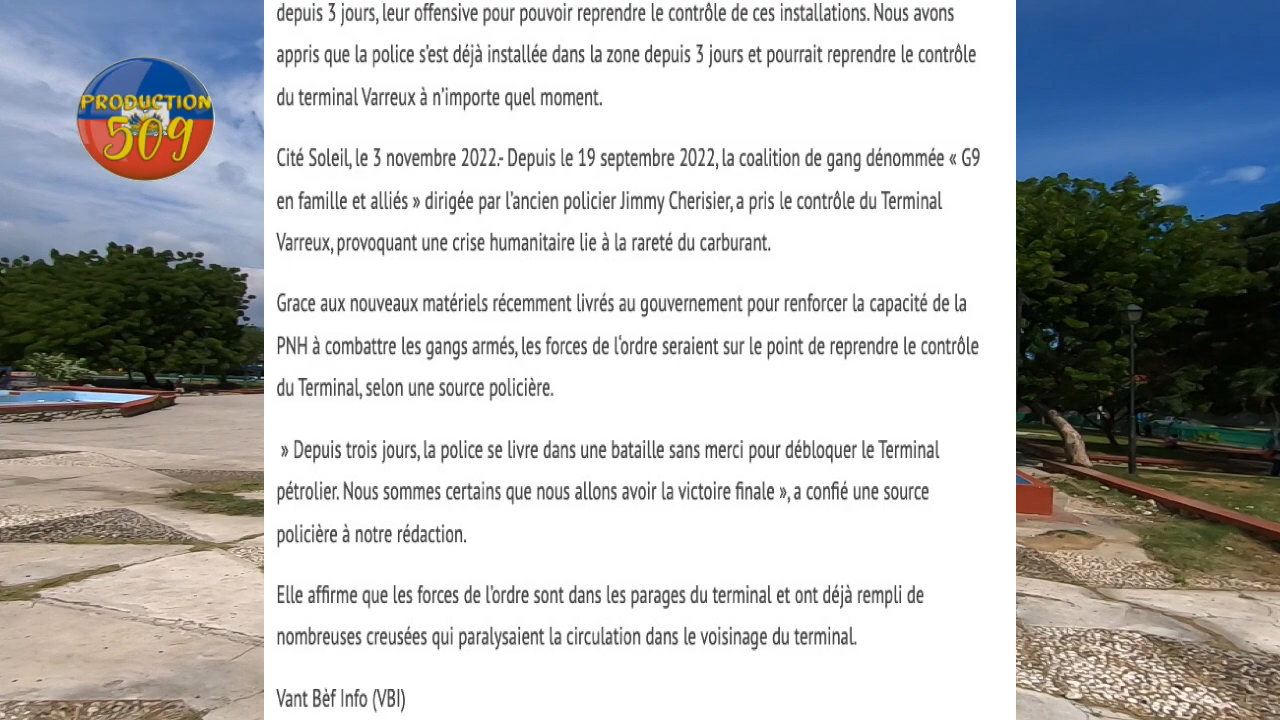 depuis 3 jours, leur offensive pour pouvoir reprendre le contrôle de ces installations. Nous avons
appris que la police s’est déjà installée dans la zone depuis 3 jours et pourrait reprendre le contrôle
du terminal Varreux à n’importe quel moment.
PRODUCTION
509
Cité Soleil, le 3 novembre 2022.- Depuis le 19 septembre 2022, la coalition de gang dénommée « G9
en famille et alliés » dirigée par l’ancien policier Jimmy Cherisier, a pris le contrôle du Terminal
Varreux, provoquant une crise humanitaire lie à la rareté du carburant.
Grace aux nouveaux matériels récemment livrés au gouvernement pour renforcer la capacité de la
PNH à combattre les gangs armés, les forces de l‘ordre seraient sur le point de reprendre le contrôle
du Terminal, selon une source policière.
» Depuis trois jours, la police se livre dans une bataille sans merci pour débloquer le Terminal
pétrolier. Nous sommes certains que nous allons avoir la victoire finale », a confié une source
policière à notre rédaction.
Elle affirme que les forces de l’ordre sont dans les parages du terminal et ont déjà rempli de
nombreuses creusées qui paralysaient la circulation dans le voisinage du terminal.
Vant Bèf Info (VBI)